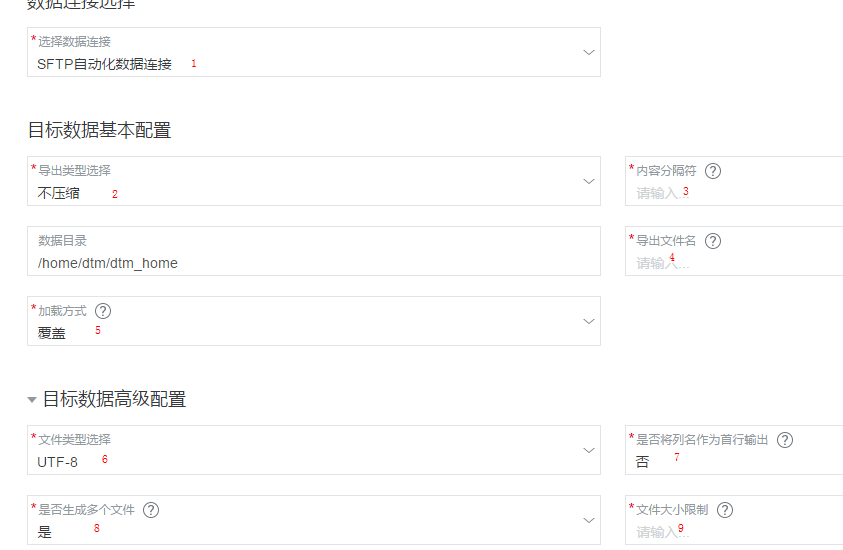 数据连接选择
*选择数据连接
SFTP自动化数据连接 1
目标数据基本配置
*导出类型选择
不压缩 2
*内容分隔符 ?
请输入... 3
数据目录
/home/dtm/dtm_home
*导出文件名 ?
请输入... 4
*加载方式 ?
覆盖 5
目标数据高级配置
*文件类型选择
UTF-8 6
*是否将列名作为首行输出 ?
否 7
*是否生成多个文件 ?
是 8
*文件大小限制 ?
请输入... 9